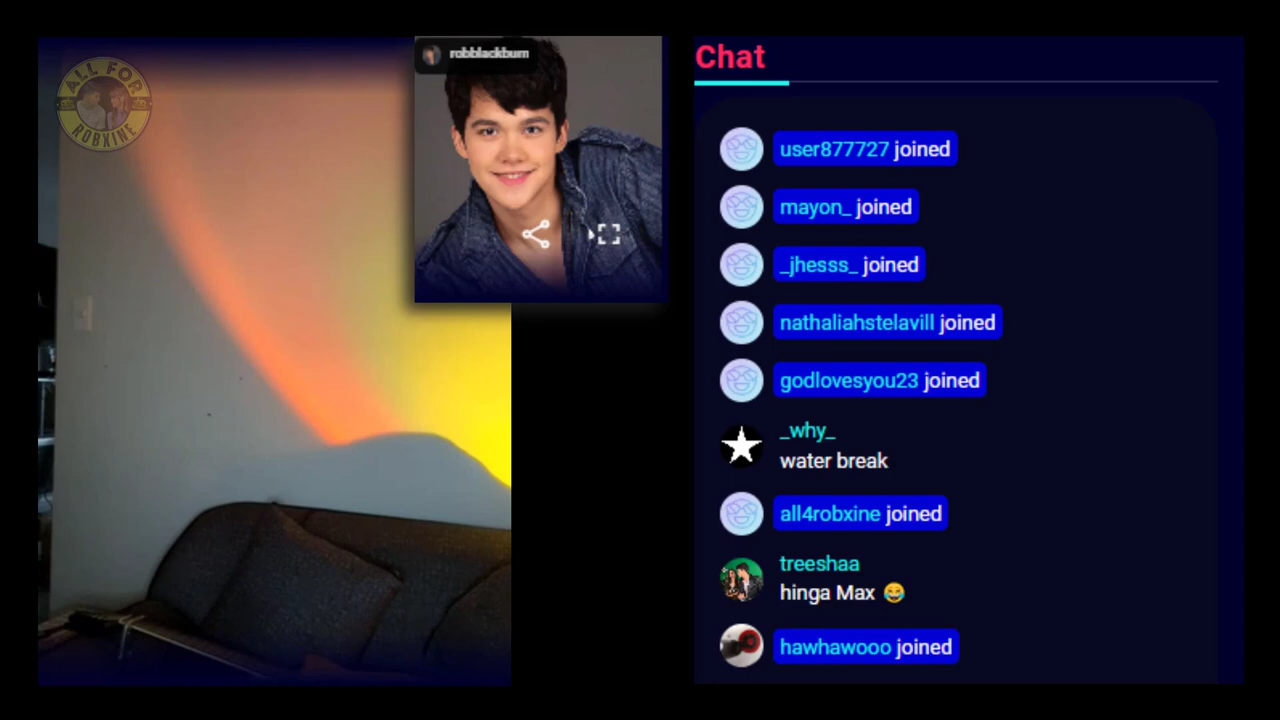 ALL FOR
ROBXINE
robblackburn
Chat
user877727 joined
mayon_ joined
_jhesss_ joined
nathaliahstelavill joined
godlovesyou23 joined
_why_
water break
all4robxine joined
treeshaa
hinga Max 😂
hawhawooo joined